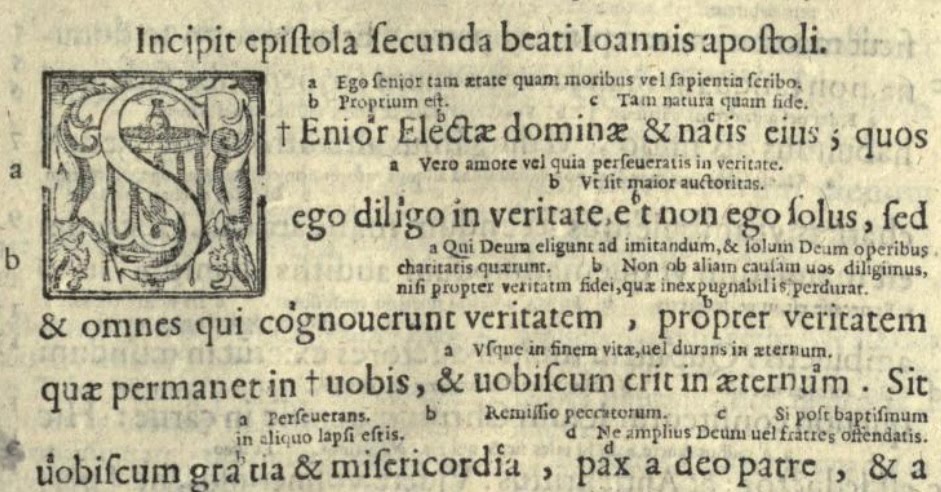 Incipit epiſtola ſecunda beati Ioannis apoſtoli.
a Ego ſenior tam ætate quam moribus vel ſapientia ſcribo.
b Proprium eſt. c Tam natura quam fide.
S † Enior Electæ dominæ & natis eius ; quos
a Vero amore vel quia perſeueratis in veritate.
b Vt ſit maior auctoritas.
ego diligo in veritate, et non ego ſolus, ſed
a Qui Deum eligunt ad imitandum, & ſolum Deum operibus
charitatis quærunt. b Non ob aliam cauſam uos diligimus,
niſi propter veritatm fidei, quæ inexpugnabilis, perdurat.
& omnes qui cognouerunt veritatem , propter veritatem
a Vſque in finem vitæ, uel durans in æternum.
quæ permanet in † uobis, & uobiſcum erit in æternum . Sit
a Perſeuerans. b Remiſſio peccatorum. c Si poſt baptiſmum
in aliquo lapſi eſtis. d Ne amplius Deum uel fratres offendatis.
uobiſcum gratia & miſericordia , pax a deo patre , & a